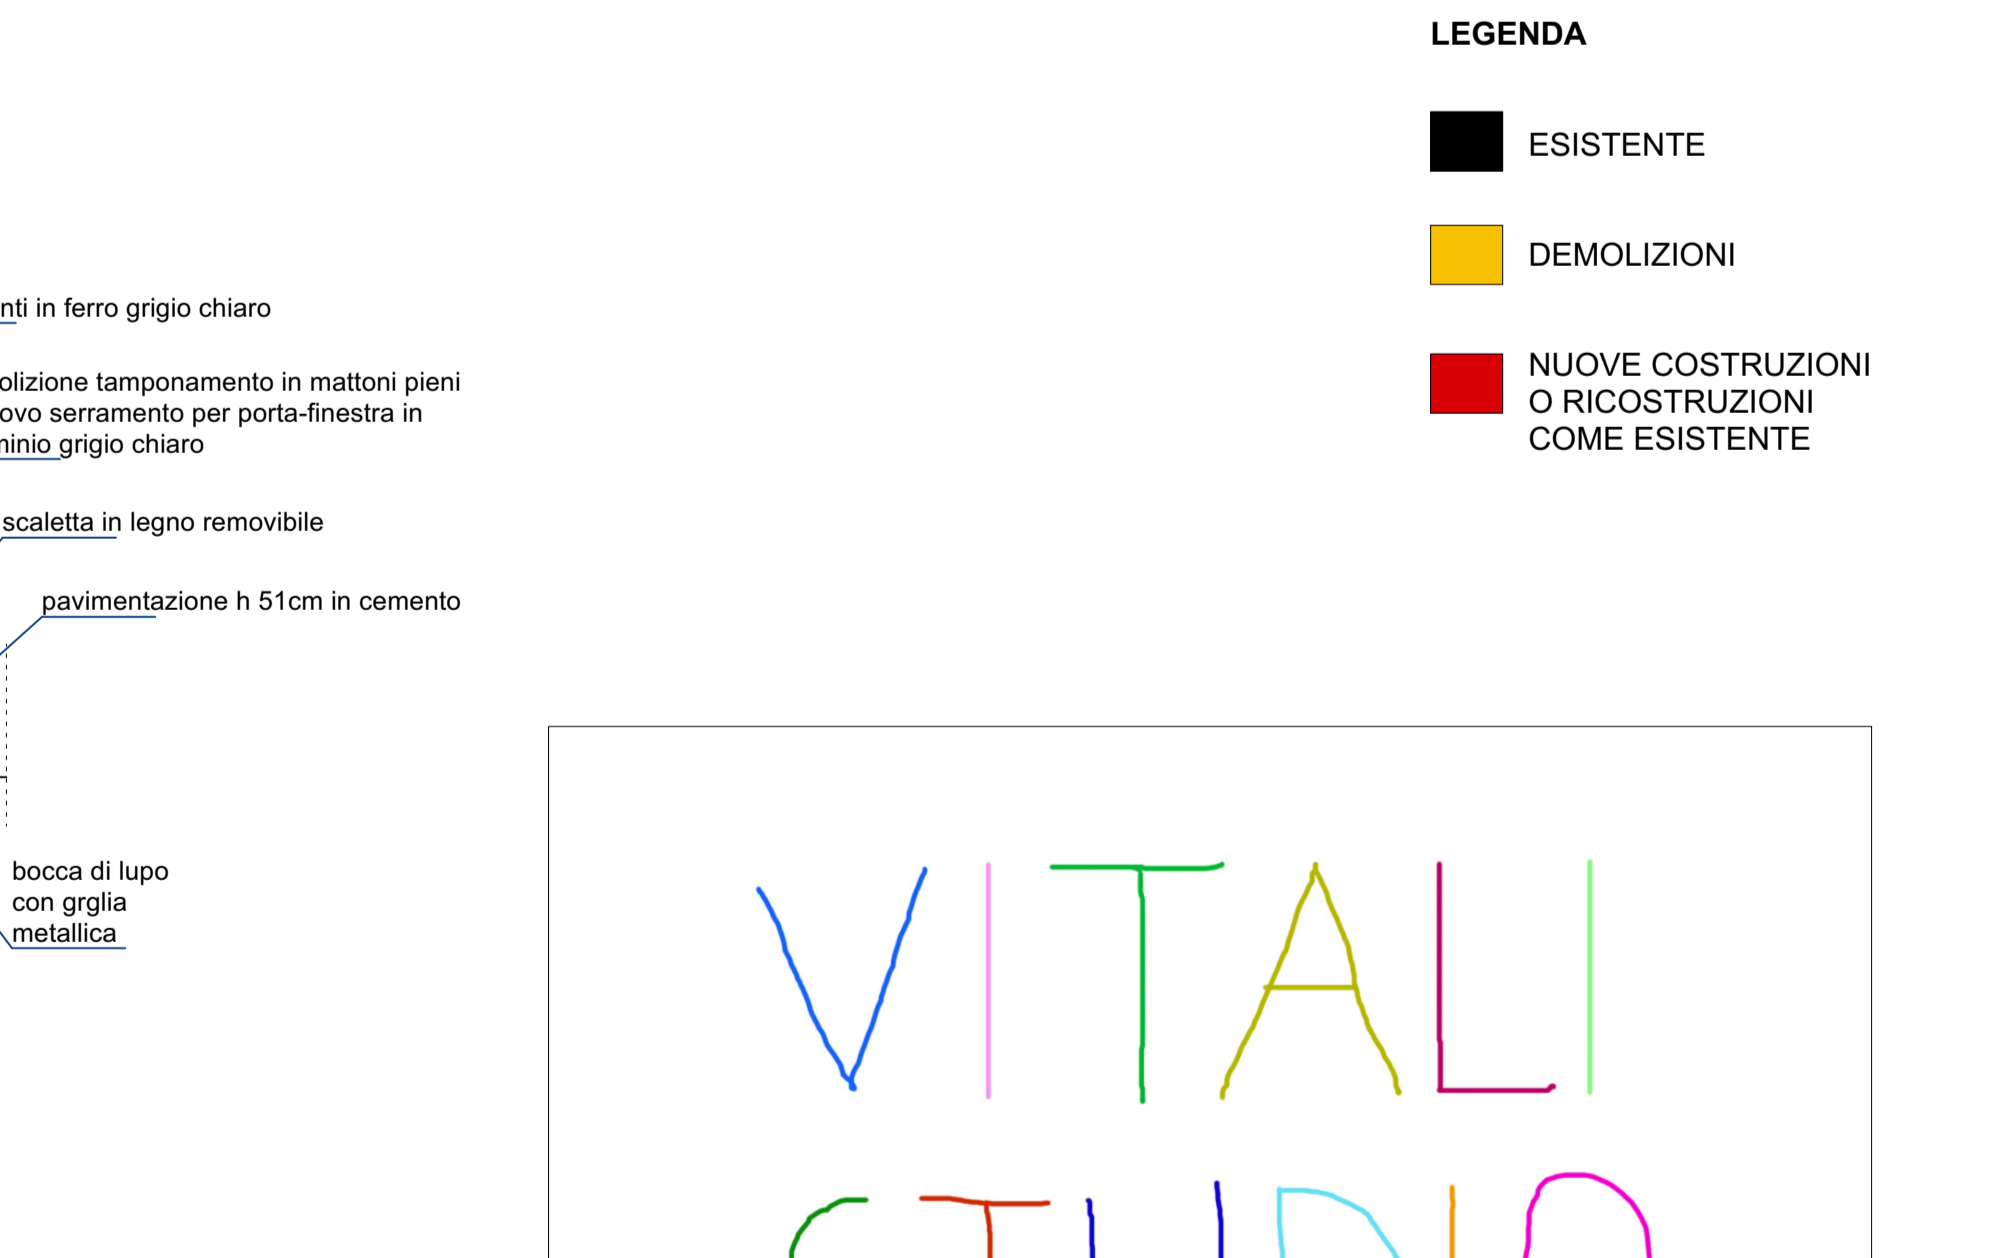 LEGENDA
ESISTENTE
DEMOLIZIONI
NUOVE COSTRUZIONI
O RICOSTRUZIONI
COME ESISTENTE
nti in ferro grigio chiaro
olizione tamponamento in mattoni pieni
ovo serramento per porta-finestra in
minio grigio chiaro
scaletta in legno removibile
pavimentazione h 51cm in cemento
bocca di lupo
con grglia
metallica
VITALI
STUDIO